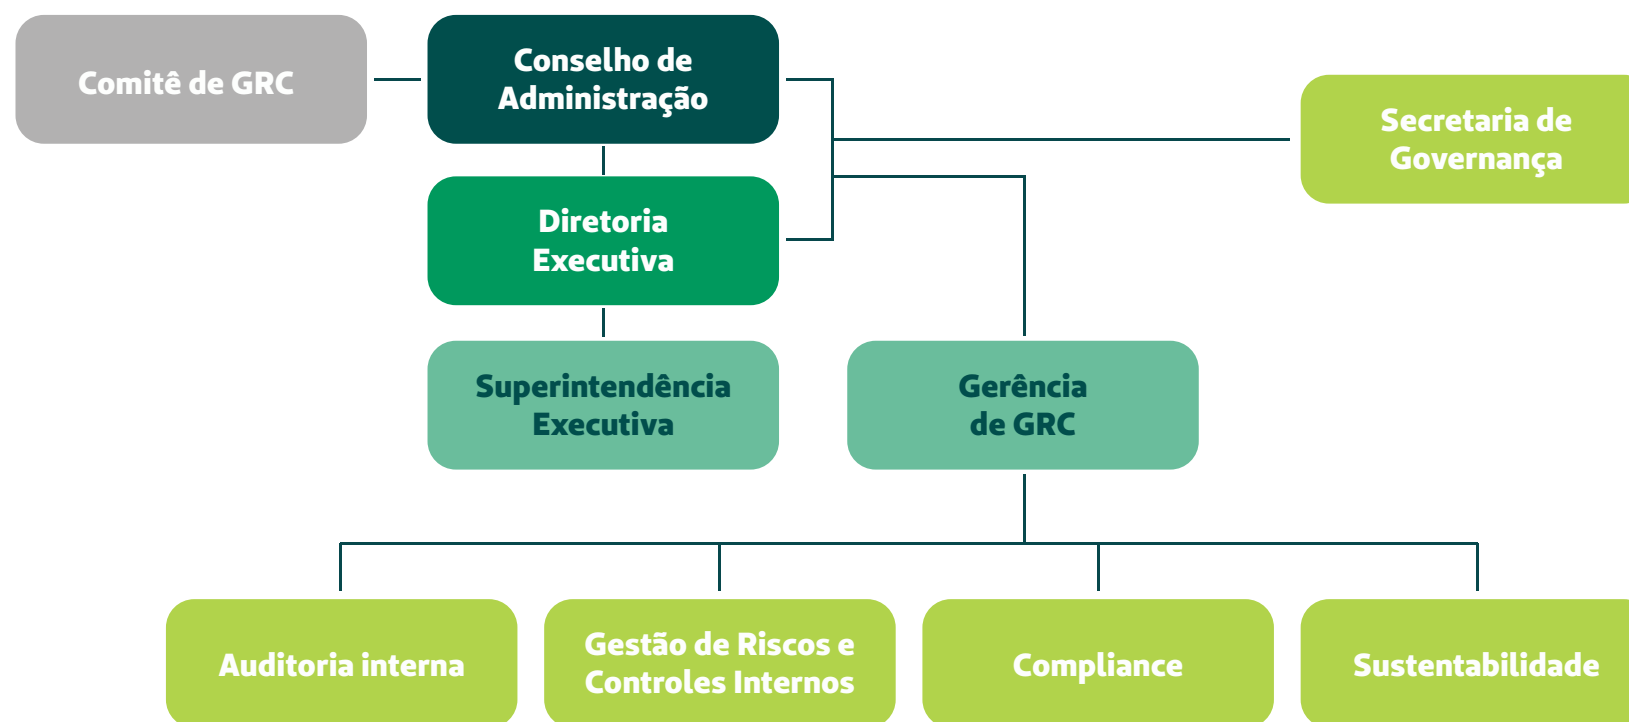 Comitê de GRC
Conselho de
Administração
Secretaria de
Governança
Diretoria
Executiva
Superintendência
Executiva
Gerência
de GRC
Auditoria interna
Gestão de Riscos e
Controles Internos
Compliance
Sustentabilidade